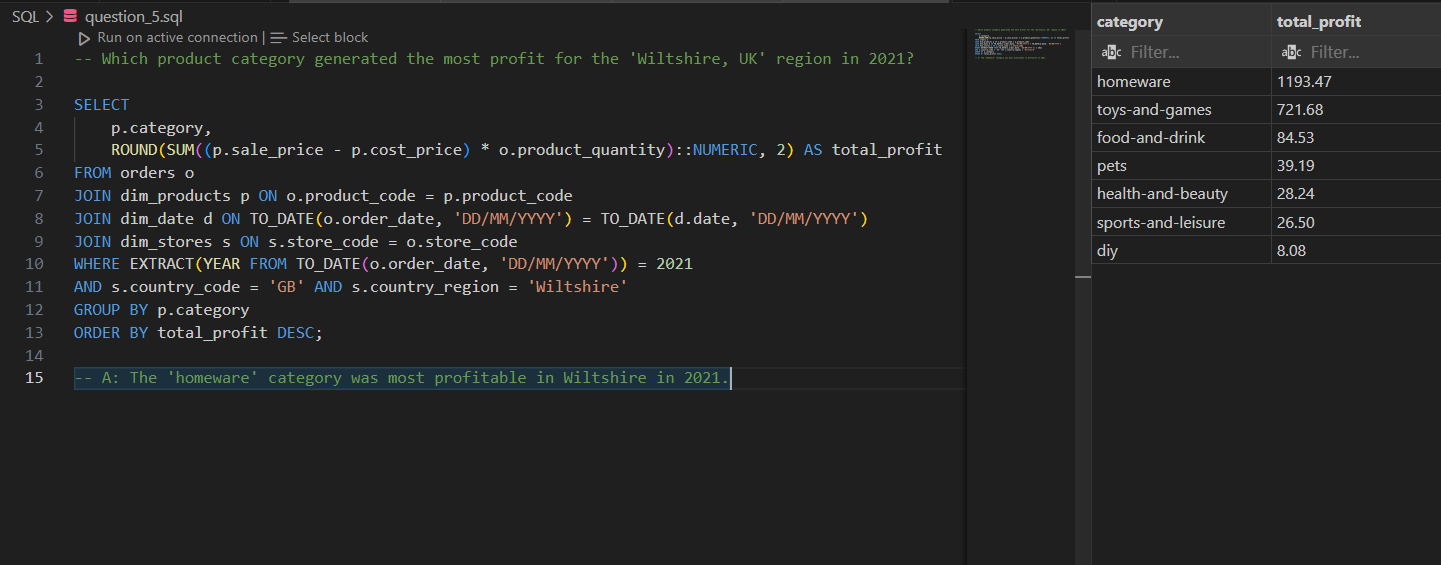 SQL > question_5.sql
Run on active connection | Select block
1 -- Which product category generated the most profit for the 'Wiltshire, UK' region in 2021?
2
3 SELECT
4 p.category,
5 ROUND(SUM((p.sale_price - p.cost_price) * o.product_quantity)::NUMERIC, 2) AS total_profit
6 FROM orders o
7 JOIN dim_products p ON o.product_code = p.product_code
8 JOIN dim_date d ON TO_DATE(o.order_date, 'DD/MM/YYYY') = TO_DATE(d.date, 'DD/MM/YYYY')
9 JOIN dim_stores s ON s.store_code = o.store_code
10 WHERE EXTRACT(YEAR FROM TO_DATE(o.order_date, 'DD/MM/YYYY')) = 2021
11 AND s.country_code = 'GB' AND s.country_region = 'Wiltshire'
12 GROUP BY p.category
13 ORDER BY total_profit DESC;
14
15 -- A: The 'homeware' category was most profitable in Wiltshire in 2021.
category total_profit
abc Filter... abc Filter...
homeware 1193.47
toys-and-games 721.68
food-and-drink 84.53
pets 39.19
health-and-beauty 28.24
sports-and-leisure 26.50
diy 8.08